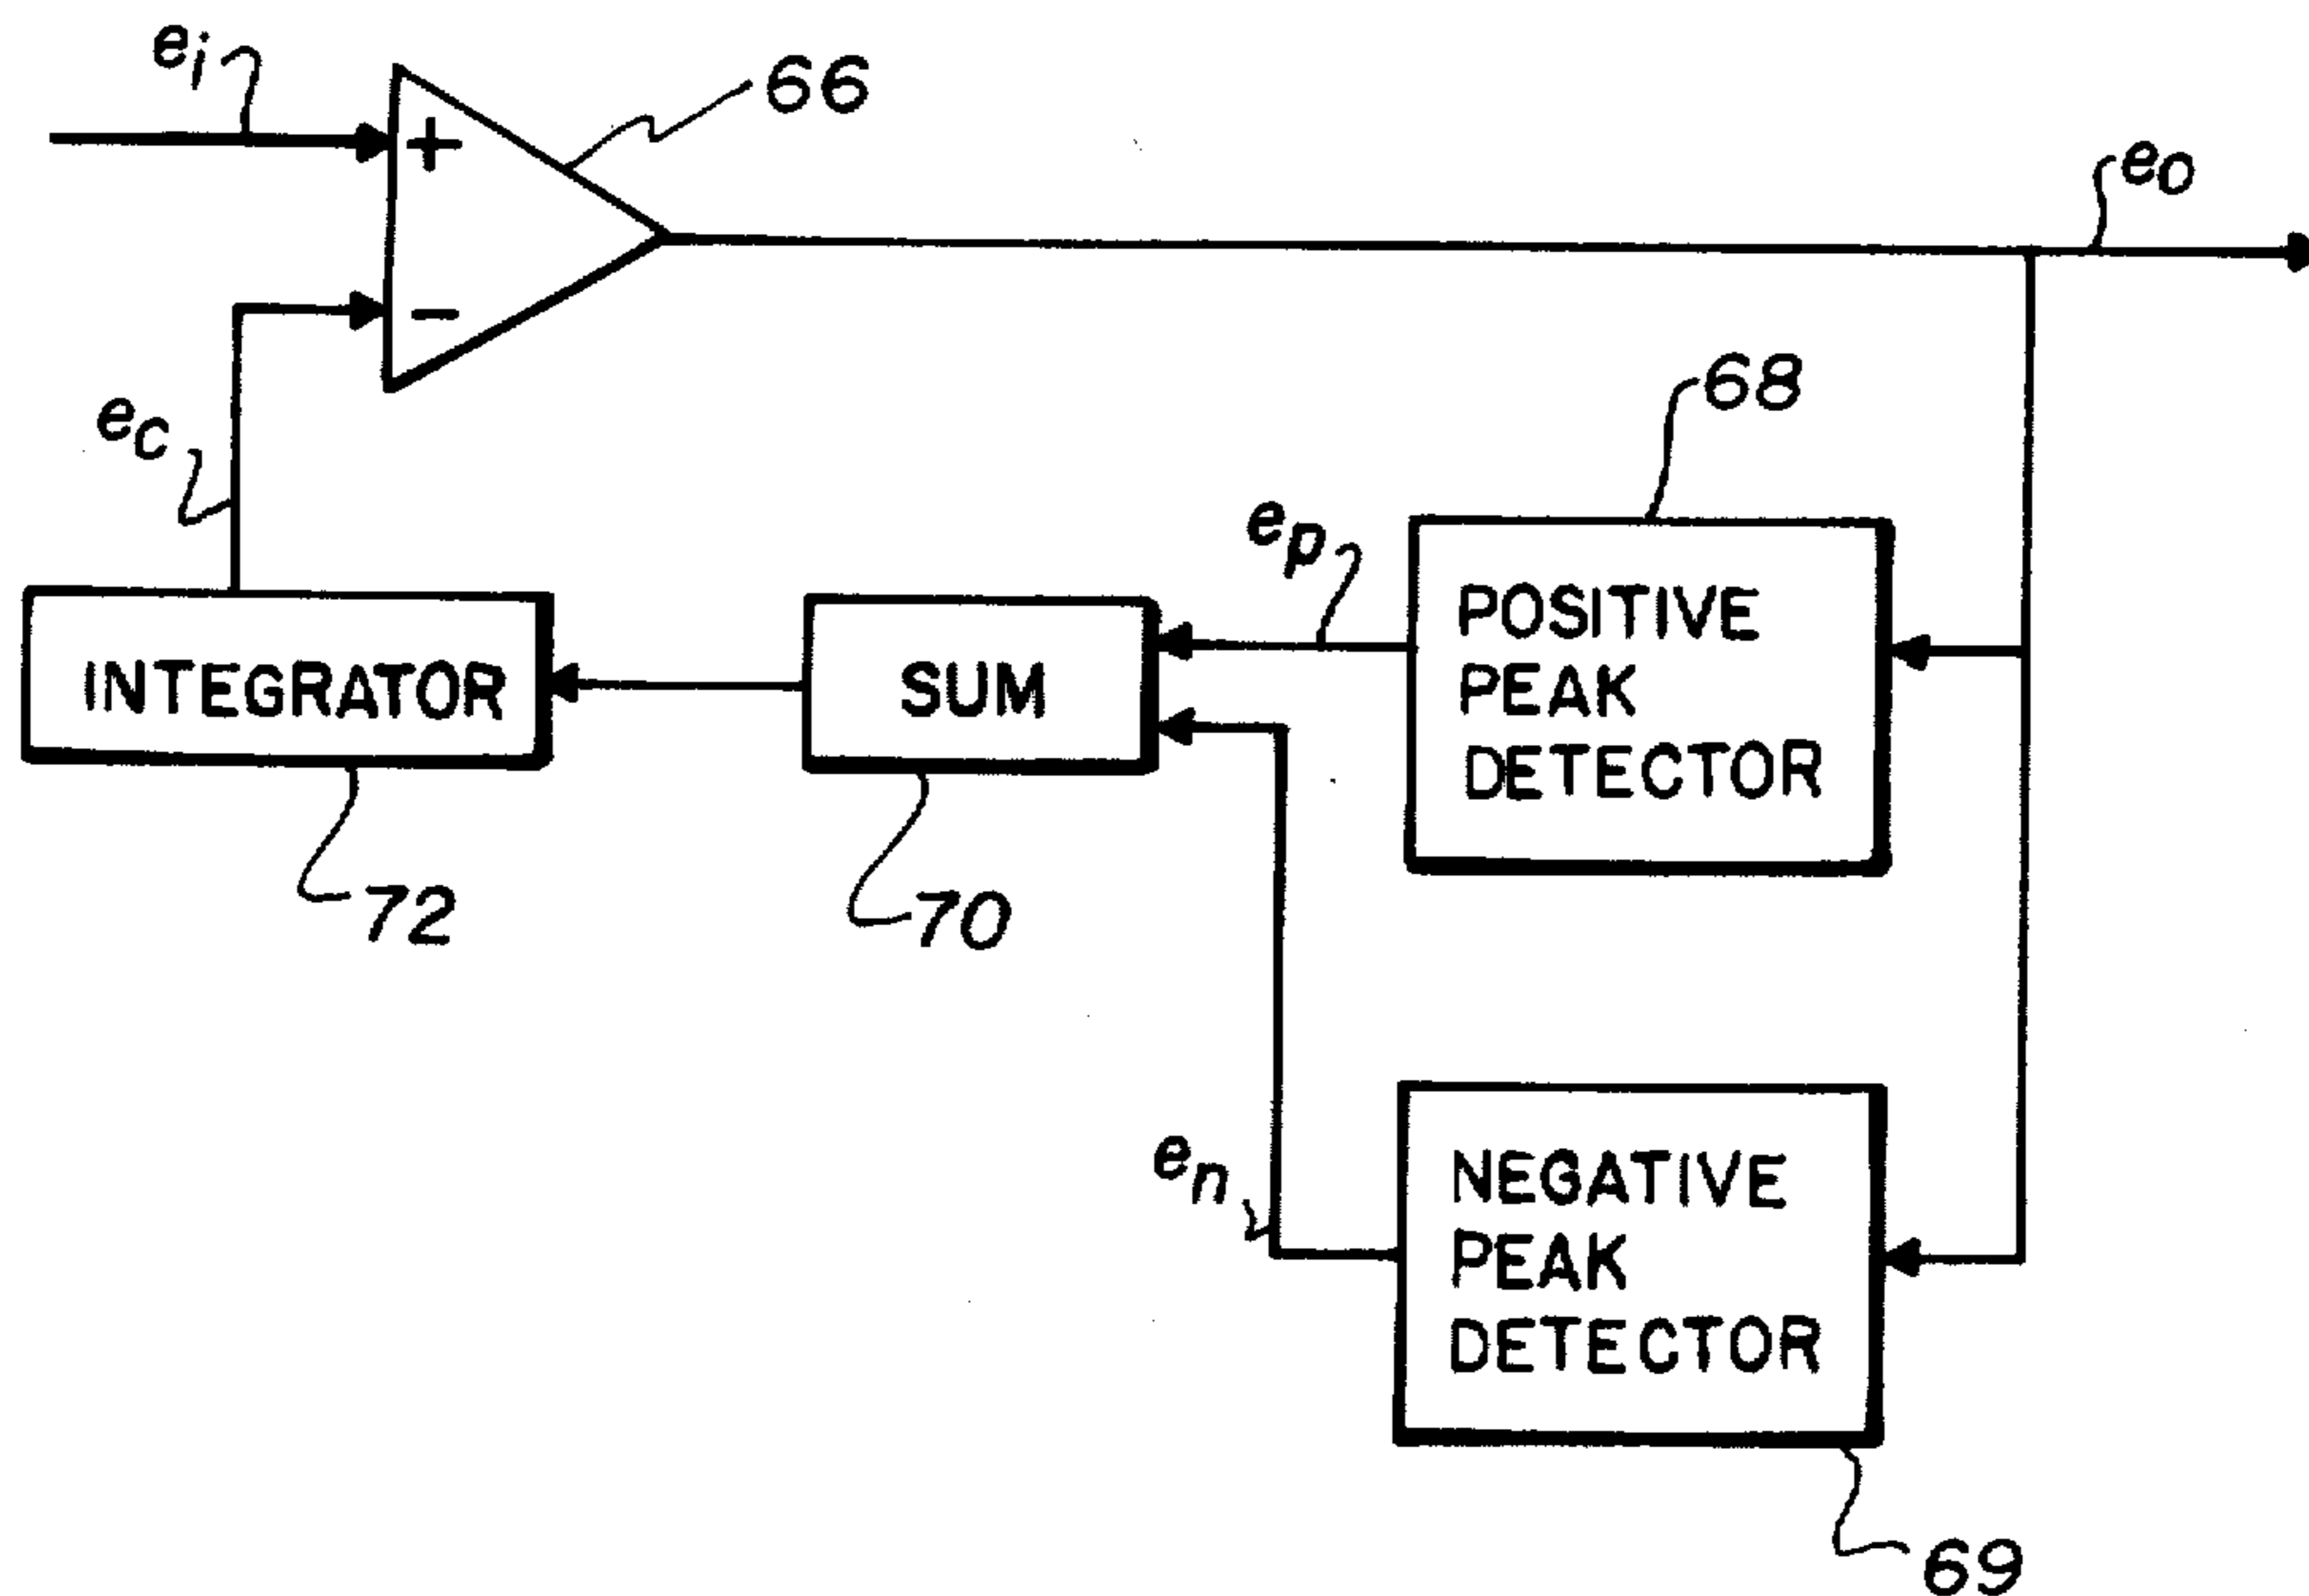 ei
66
+
eo
-
68
ec
ep
POSITIVE
PEAK
DETECTOR
INTEGRATOR
SUM
72
70
en
NEGATIVE
PEAK
DETECTOR
69